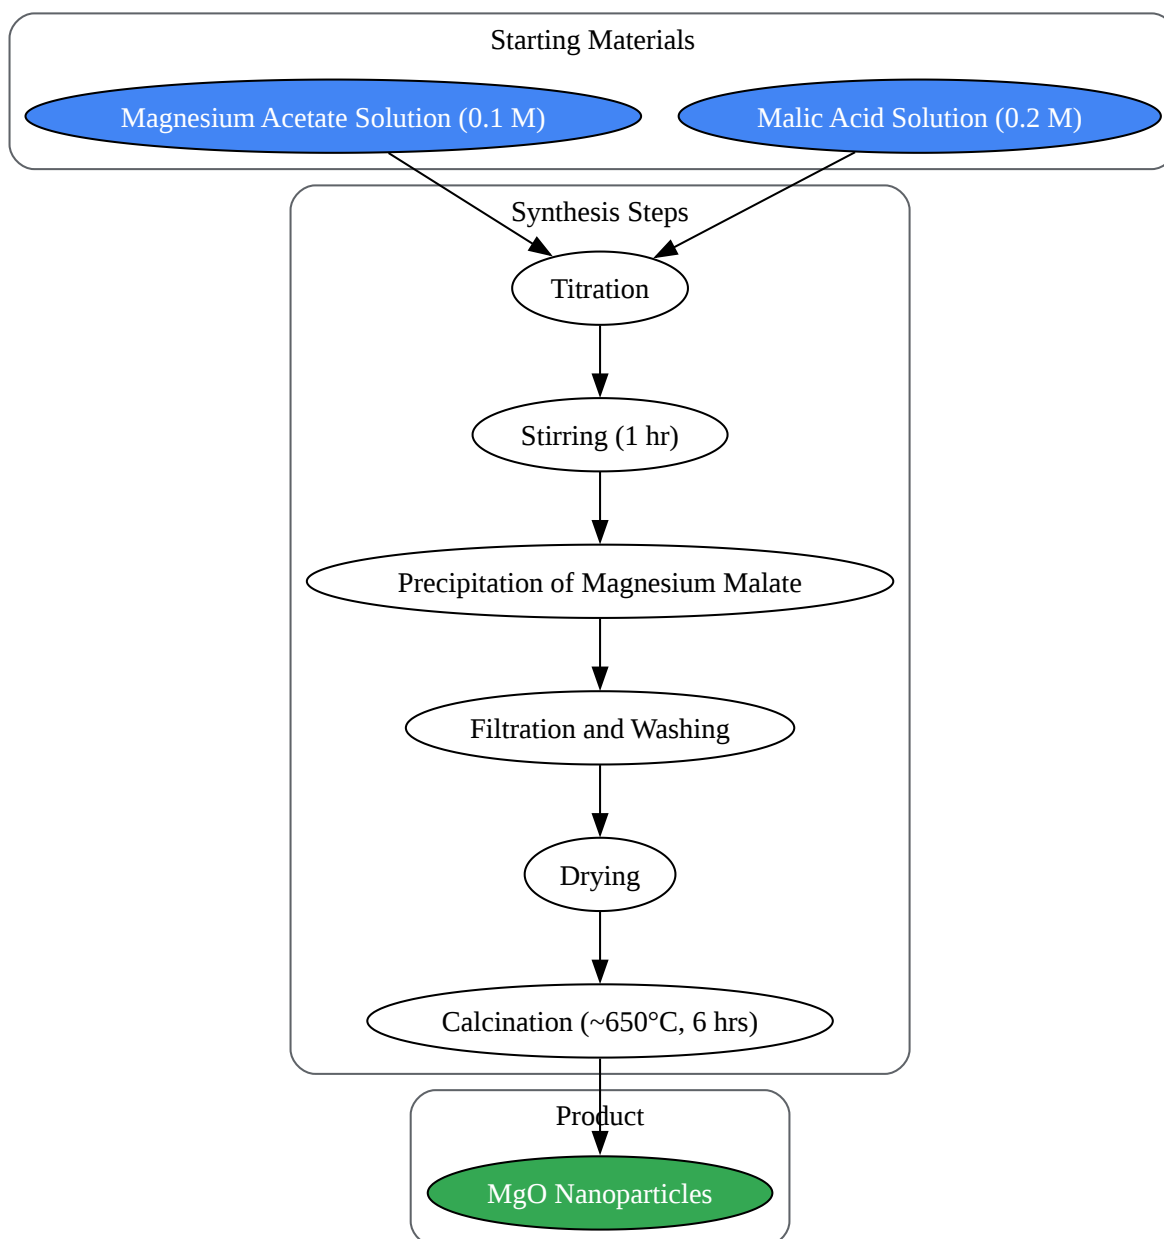 Starting Materials
Magnesium Acetate Solution (0.1 M)
Malic Acid Solution (0.2 M)
Synthesis Steps
Titration
Stirring (1 hr)
Precipitation of Magnesium Malate
Filtration and Washing
Drying
Calcination (~650°C, 6 hrs)
Product
MgO Nanoparticles